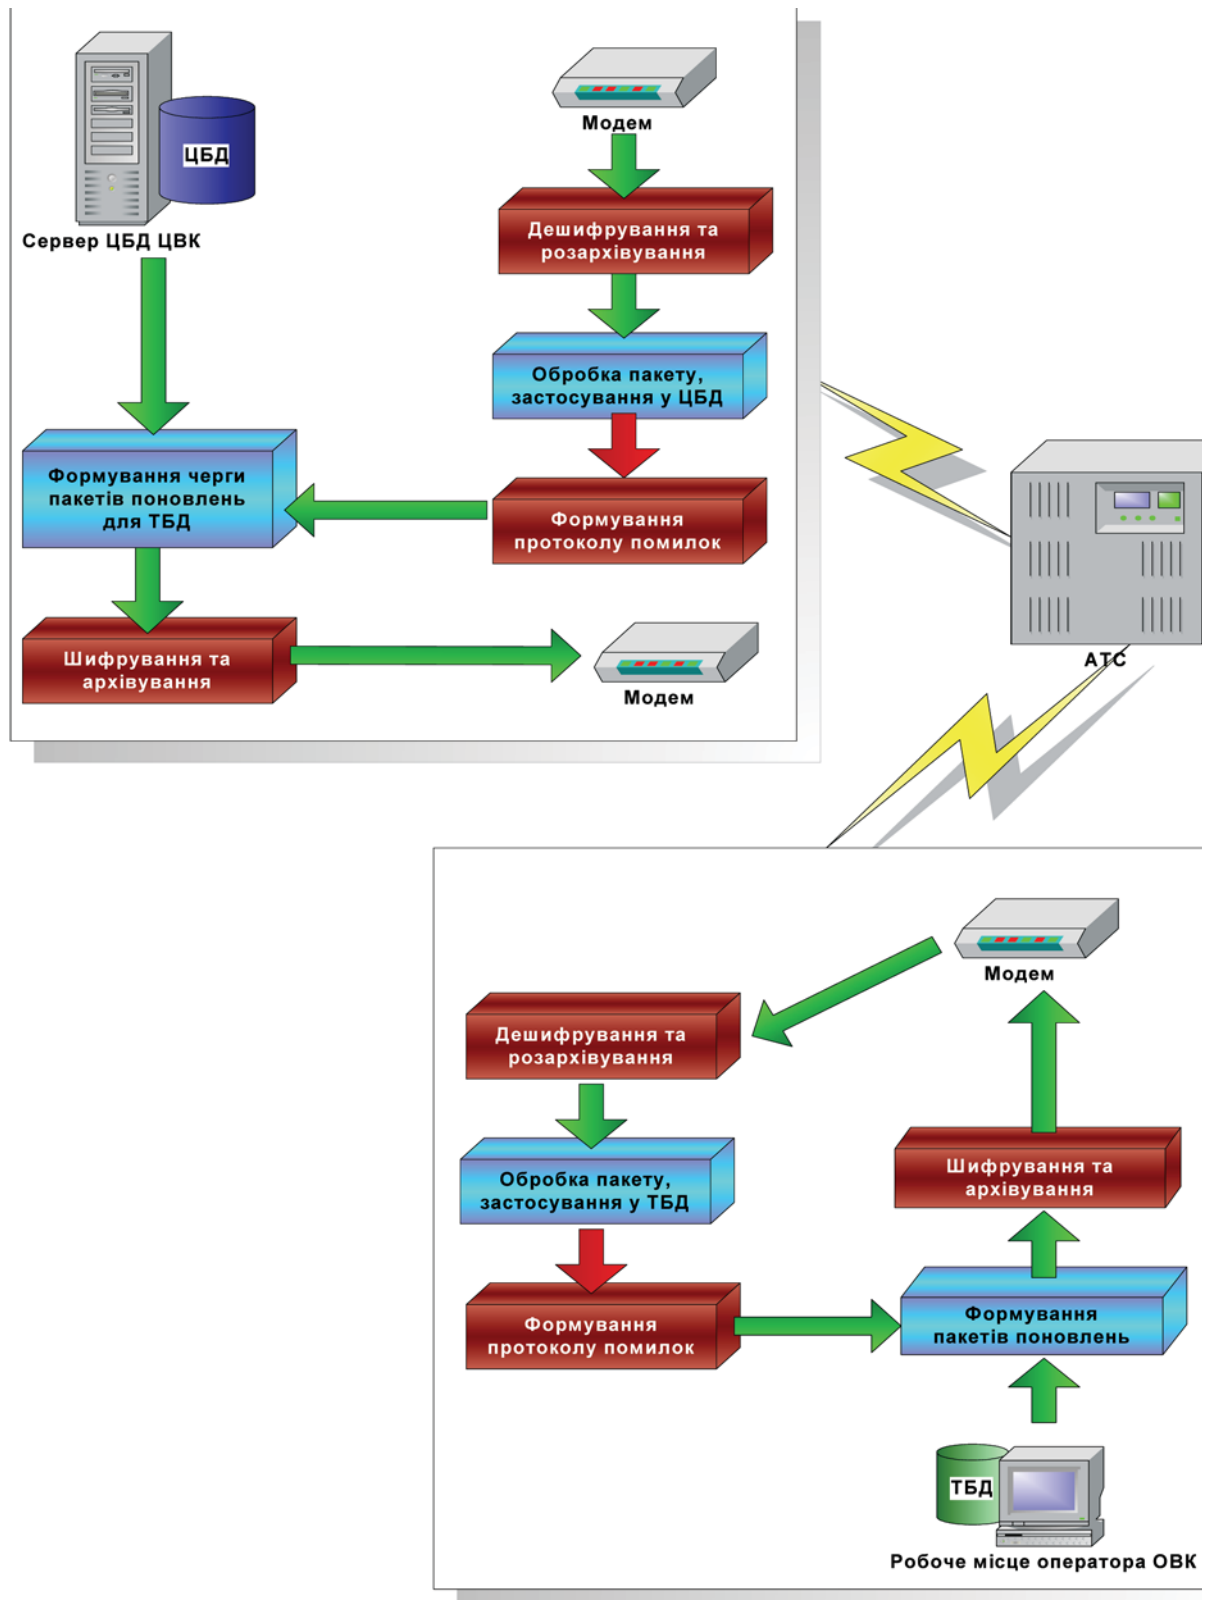 ЦБД
Сервер ЦБД ЦВК
Модем
Дешифрування та
розархівування
Обробка пакету,
застосування у ЦБД
Формування черги
пакетів поновлень
для ТБД
Формування
протоколу помилок
Шифрування та
архівування
Модем
АТС
Модем
Дешифрування та
розархівування
Обробка пакету,
застосування у ТБД
Шифрування та
архівування
Формування
протоколу помилок
Формування
пакетів поновлень
ТБД
Робоче місце оператора ОВК